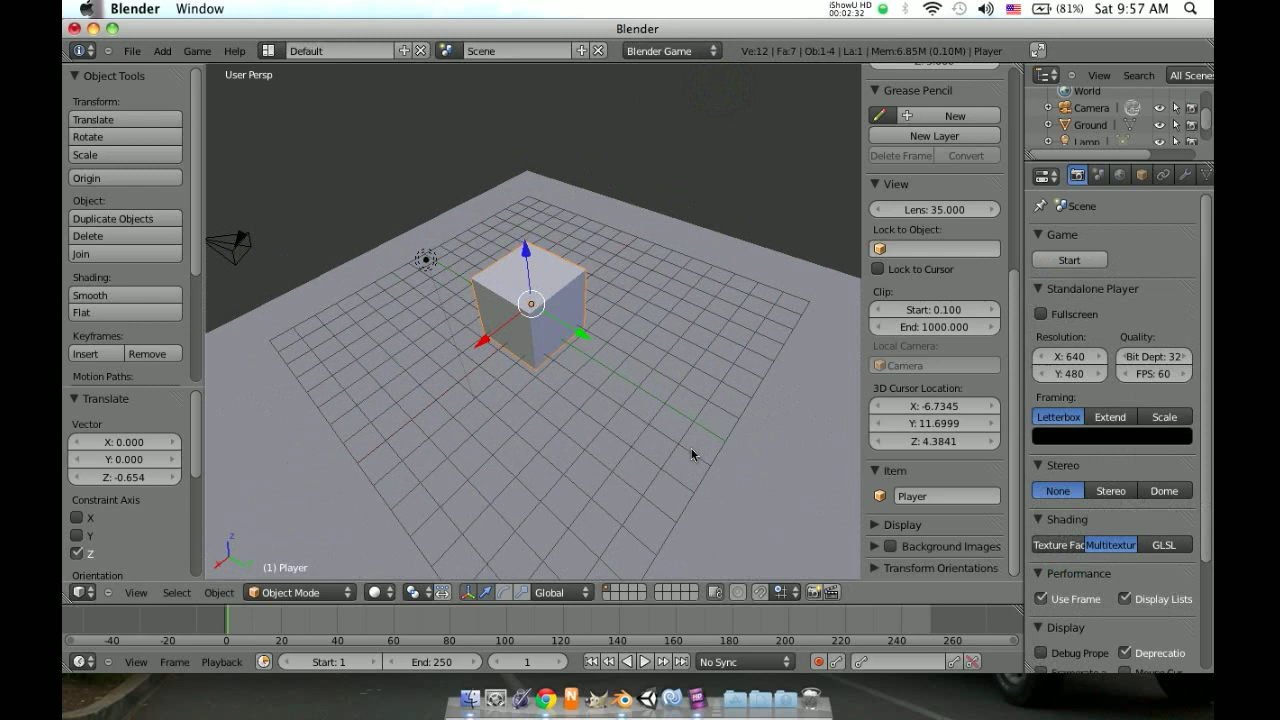 Blender Window
iShowU HD
00:02:32
(81%) Sat 9:57 AM
Blender
File Add Game Help Default Scene Blender Game Ve:12 | Fa:7 | Ob:1-4 | La:1 | Mem:6.85M (0.10M) | Player
Object Tools
Transform:
Translate
Rotate
Scale
Origin
Object:
Duplicate Objects
Delete
Join
Shading:
Smooth
Flat
Keyframes:
Insert Remove
Motion Paths:
Translate
Vector
X: 0.000
Y: 0.000
Z: -0.654
Constraint Axis
X
Y
Z
Orientation
User Persp
(1) Player
Grease Pencil
New
New Layer
Delete Frame Convert
View
Lens: 35.000
Lock to Object:
Lock to Cursor
Clip:
Start: 0.100
End: 1000.000
Local Camera:
Camera
3D Cursor Location:
X: -6.7345
Y: 11.6999
Z: 4.3841
Item
Player
Display
Background Images
Transform Orientations
View Search All Scenes
World
Camera
Ground
Lamp
Scene
Game
Start
Standalone Player
Fullscreen
Resolution: Quality:
X: 640 Bit Dept: 32
Y: 480 FPS: 60
Framing:
Letterbox Extend Scale
Stereo
None Stereo Dome
Shading
Texture Fac Multitextur GLSL
Performance
Use Frame Display Lists
Display
Debug Prope Deprecatio
View Select Object Object Mode Global
-40 -20 0 20 40 60 80 100 120 140 160 180 200 220 240 260
View Frame Playback Start: 1 End: 250 1 No Sync